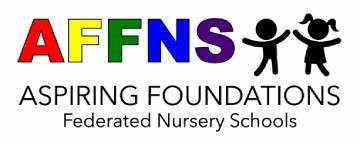 AFFNS
ASPIRING FOUNDATIONS
Federated Nursery Schools